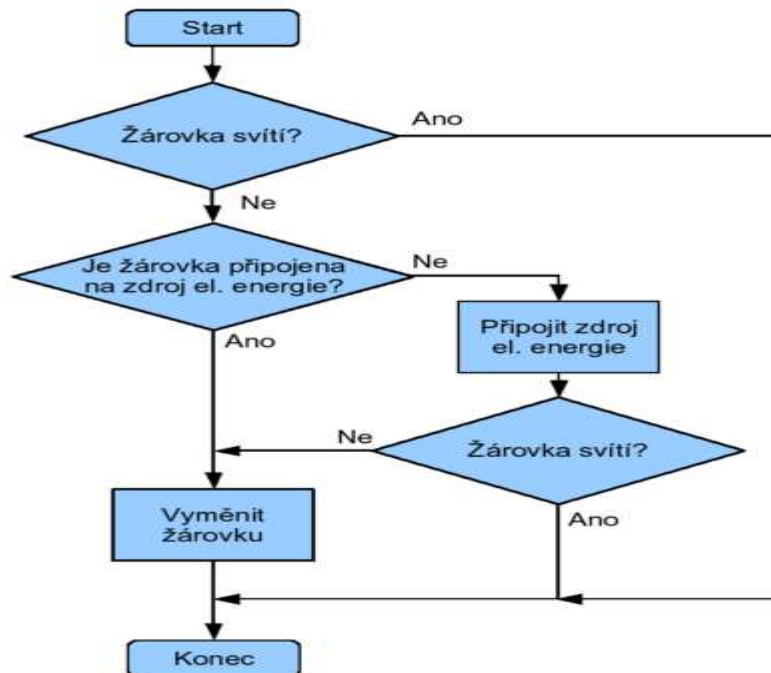 Start
Žárovka svítí?
Ano
Ne
Je žárovka připojena
na zdroj el. energie?
Ne
Ano
Připojit zdroj
el. energie
Žárovka svítí?
Ne
Ano
Vyměnit
žárovku
Konec